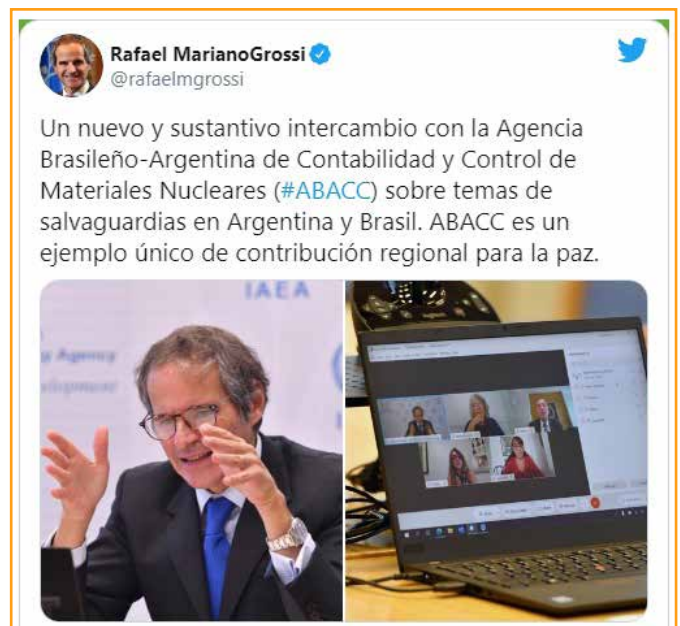 Rafael MarianoGrossi
@rafaelmgrossi
Un nuevo y sustantivo intercambio con la Agencia
Brasileño-Argentina de Contabilidad y Control de
Materiales Nucleares (#ABACC) sobre temas de
salvaguardias en Argentina y Brasil. ABACC es un
ejemplo único de contribución regional para la paz.
IAEA
Agency